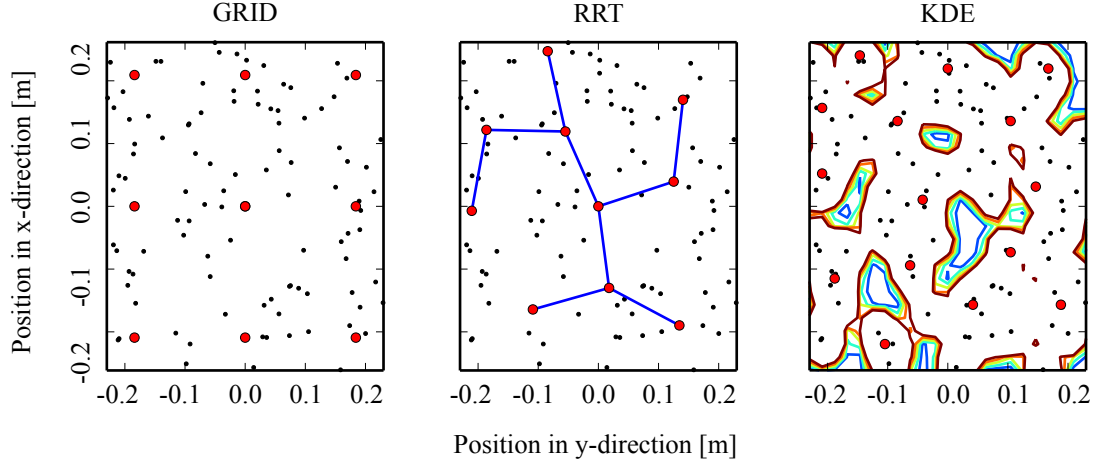 GRID RRT KDE
Position in x-direction [m]
0.2
0.1
0.0
-0.1
-0.2
-0.2 -0.1 0.0 0.1 0.2 -0.2 -0.1 0.0 0.1 0.2 -0.2 -0.1 0.0 0.1 0.2
Position in y-direction [m]